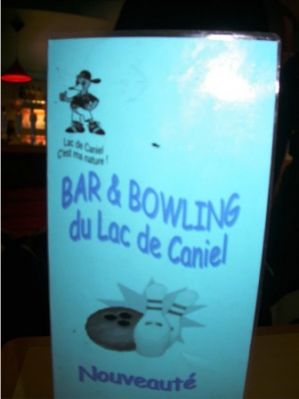 Lac de Caniel
C'est ma nature !
BAR & BOWLING
du Lac de Caniel
Nouveauté